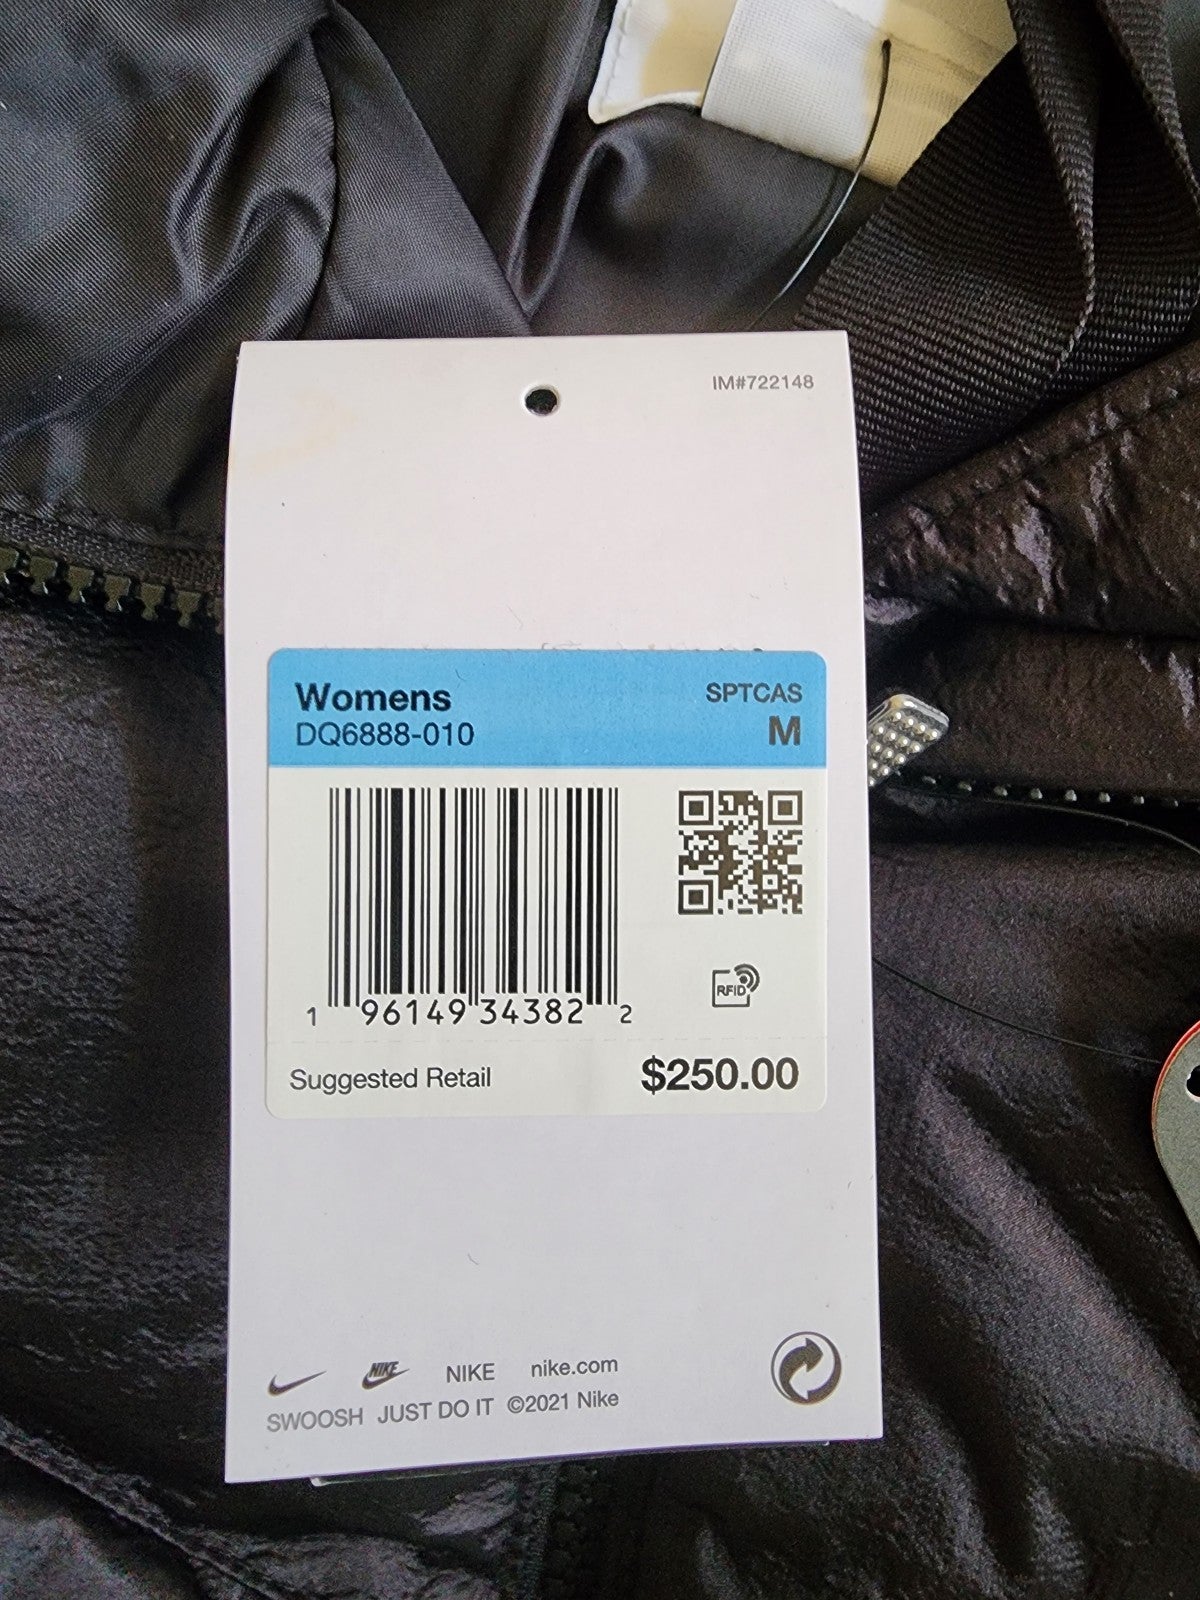 IM#722148
Womens
SPTCAS
DQ6888-010
M
RFID
1 96149 34382 2
Suggested Retail
$250.00
NIKE NIKE nike.com
SWOOSH JUST DO IT ©2021 Nike